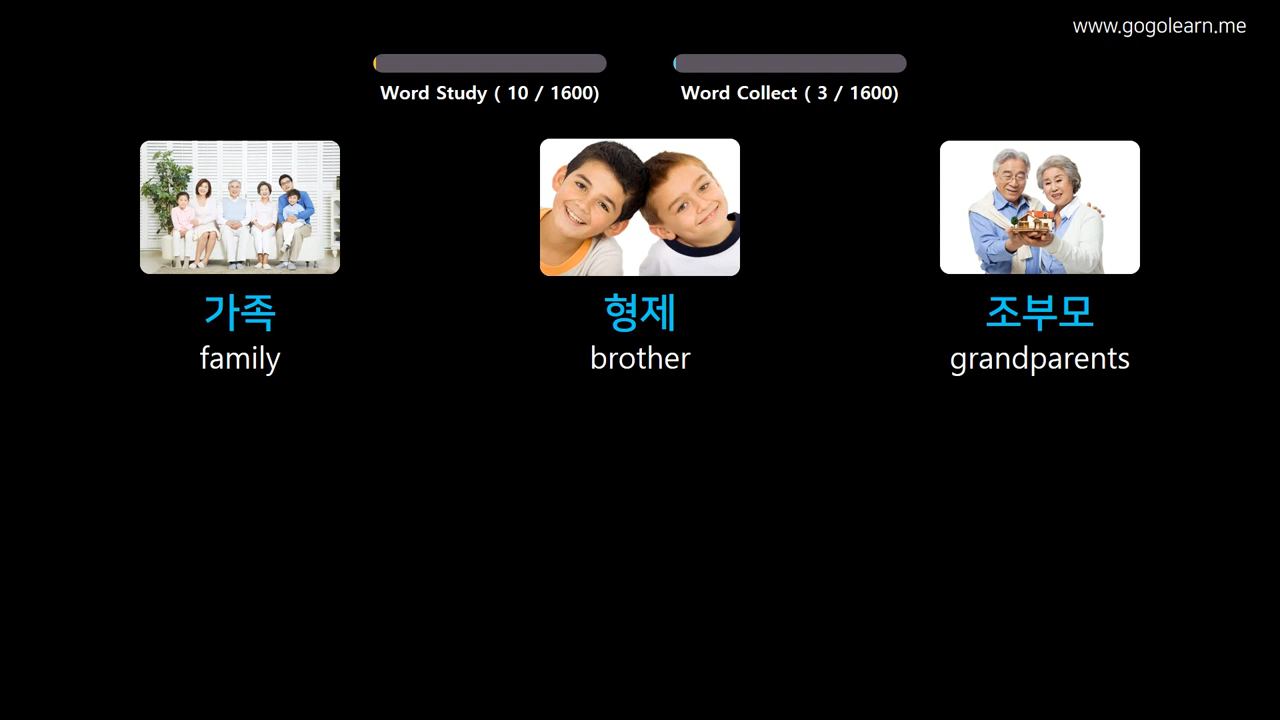 www.gogolearn.me
Word Study ( 10 / 1600)
Word Collect ( 3 / 1600)
가족
family
형제
brother
조부모
grandparents